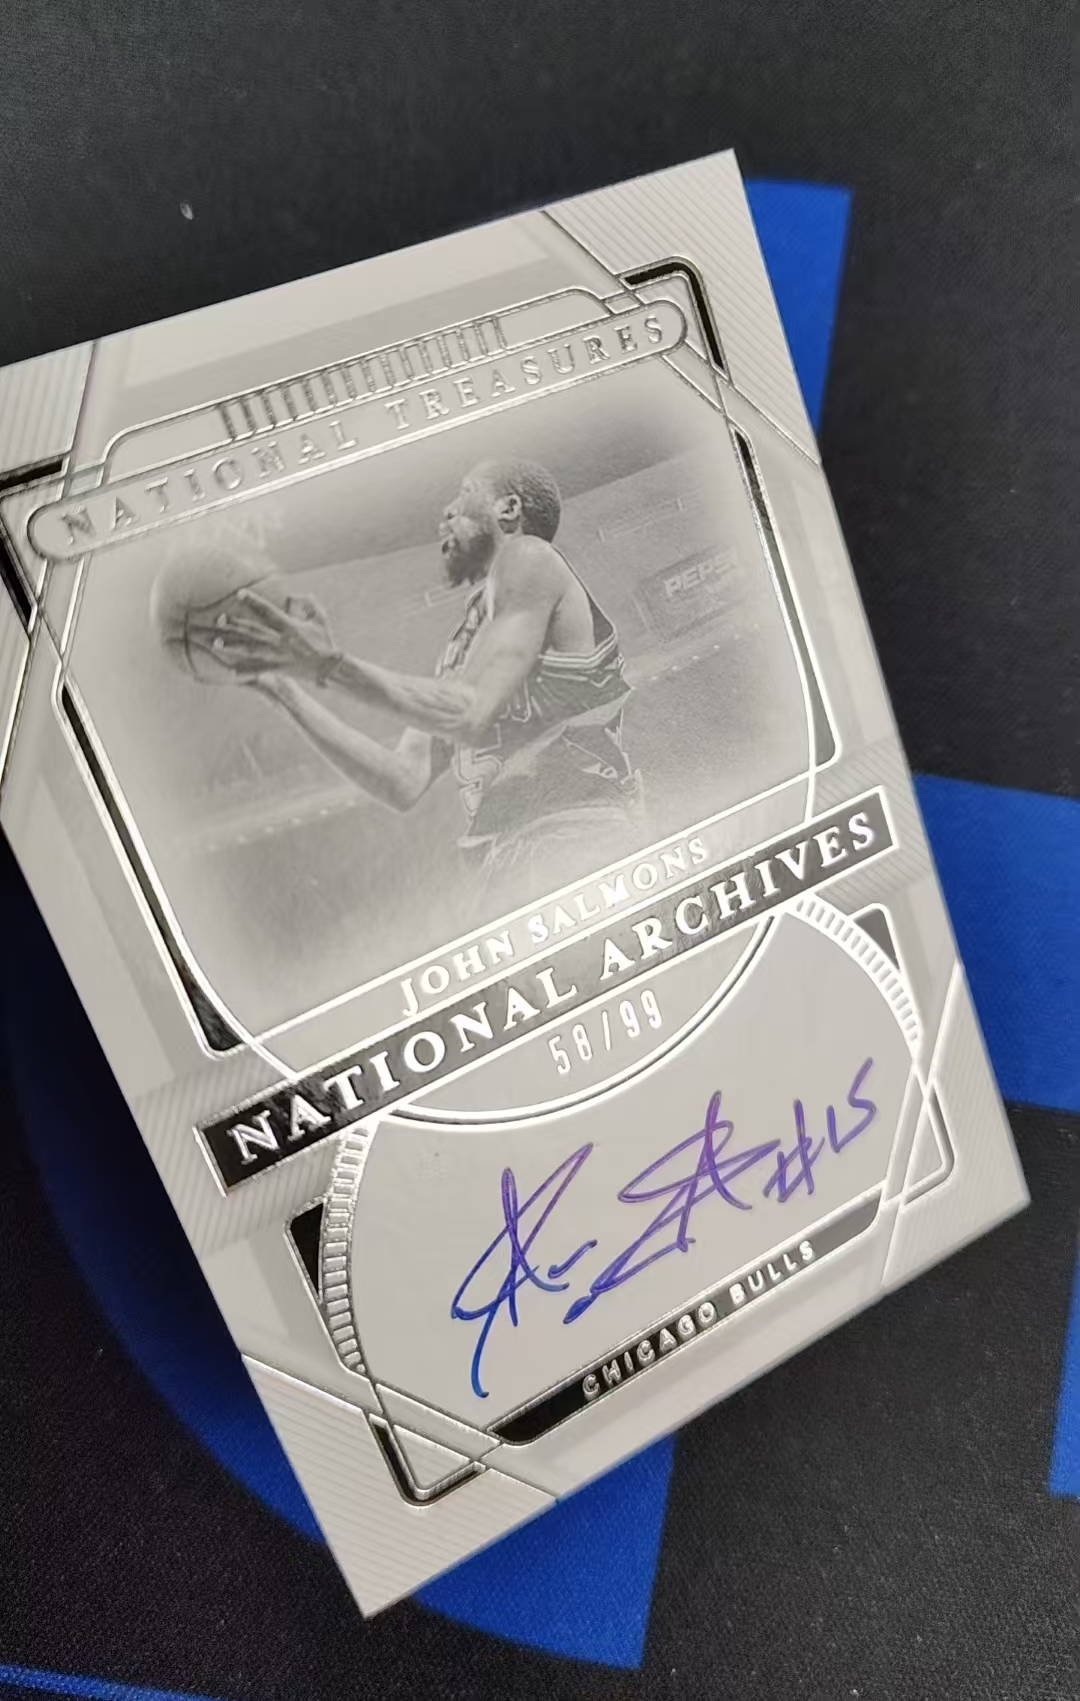 NATIONAL TREASURES
PEPSI
JOHN SALMONS
NATIONAL ARCHIVES
58/99
#15
CHICAGO BULLS